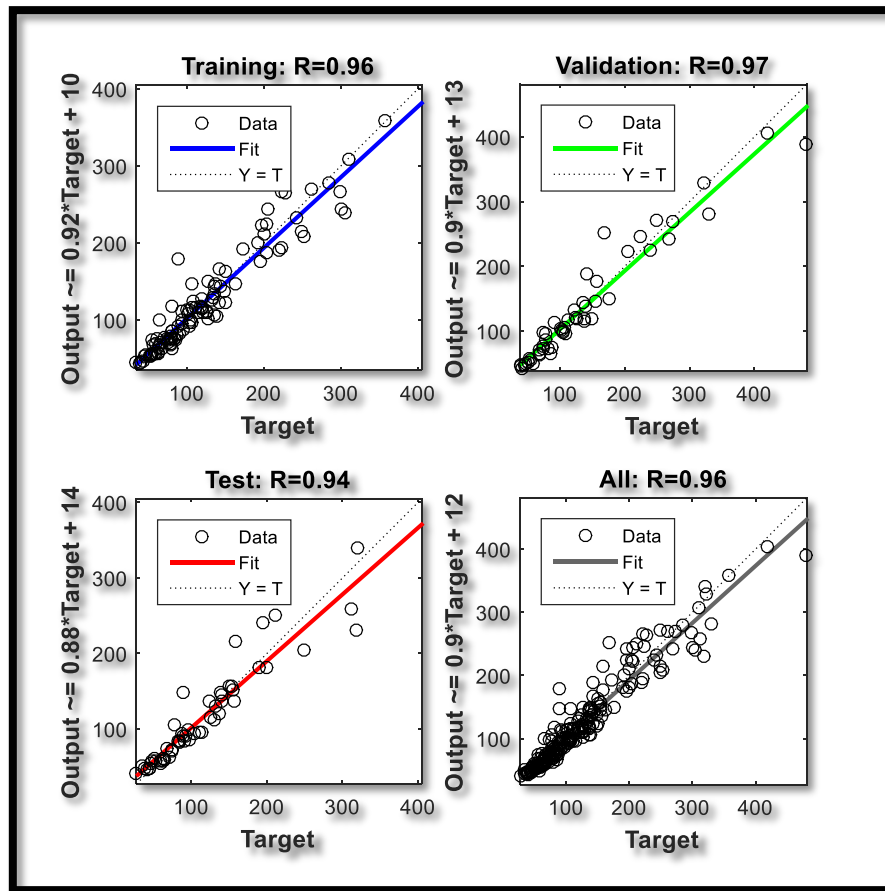 Training: R=0.96
Output ~= 0.92*Target + 10
400
300
200
100
Data
Fit
Y = T
100 200 300 400
Target
Validation: R=0.97
Output ~= 0.9*Target + 13
400
300
200
100
Data
Fit
Y = T
100 200 300 400
Target
Test: R=0.94
Output ~= 0.88*Target + 14
400
300
200
100
Data
Fit
Y = T
100 200 300 400
Target
All: R=0.96
Output ~= 0.9*Target + 12
400
300
200
100
Data
Fit
Y = T
100 200 300 400
Target